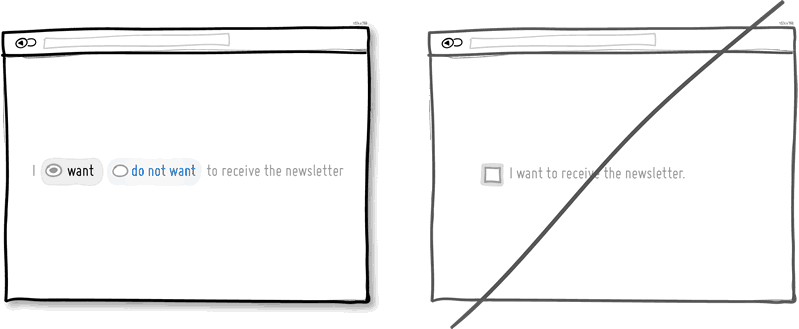 I want do not want to receive the newsletter
I want to receive the newsletter.